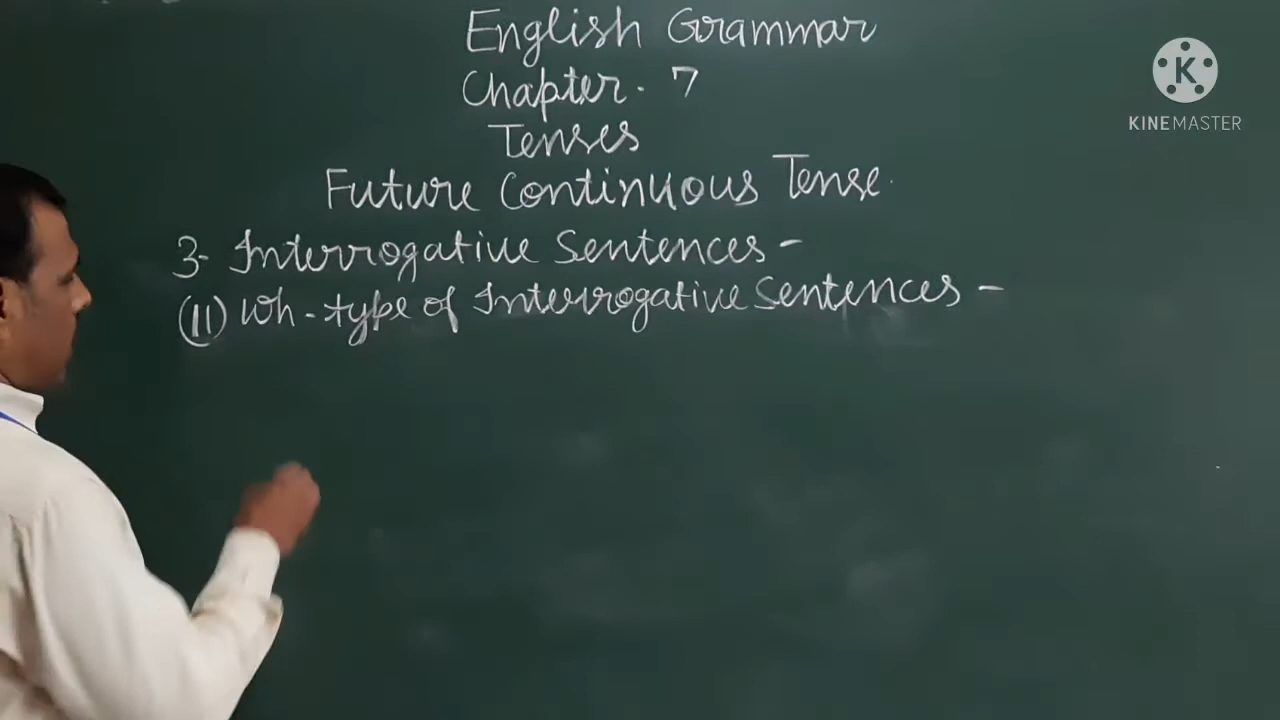 English Grammar
Chapter. 7
Tenses
Future Continuous Tense.
3- Interrogative Sentences -
(II) Wh-type of Interrogative Sentences -
K
KINEMASTER